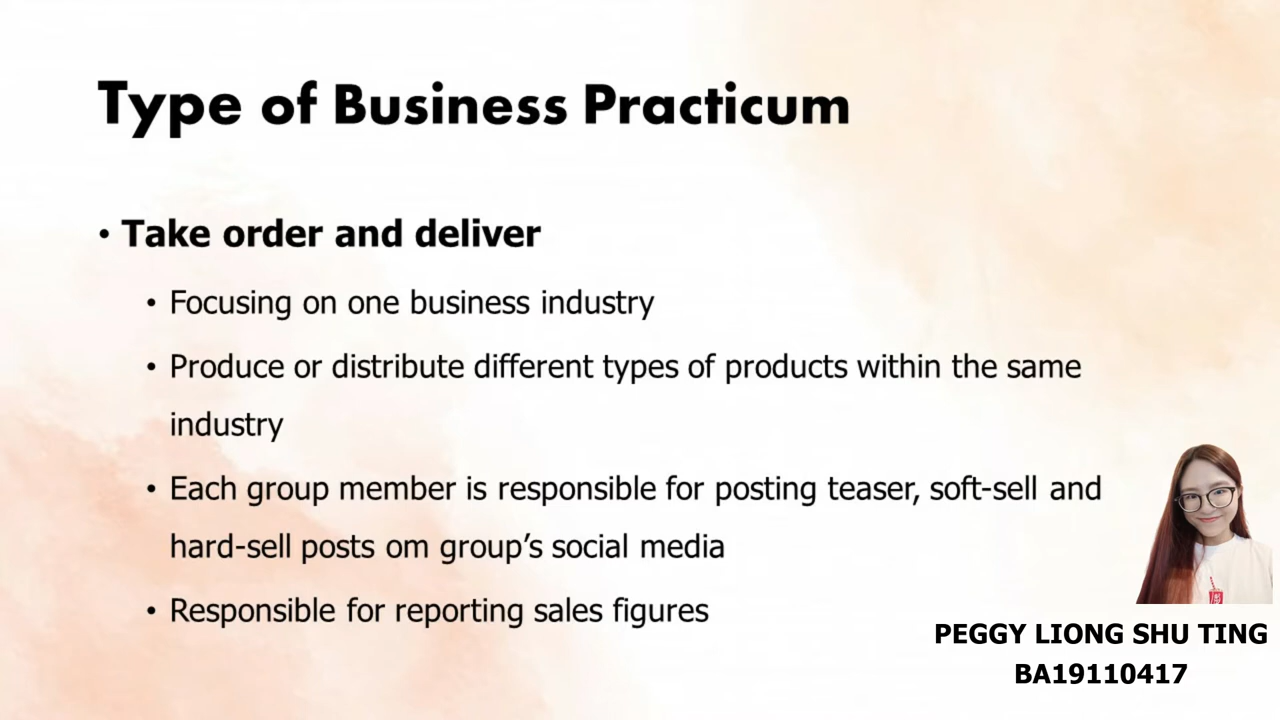 Type of Business Practicum
• Take order and deliver
• Focusing on one business industry
• Produce or distribute different types of products within the same
industry
• Each group member is responsible for posting teaser, soft-sell and
hard-sell posts om group’s social media
• Responsible for reporting sales figures
PEGGY LIONG SHU TING
BA19110417